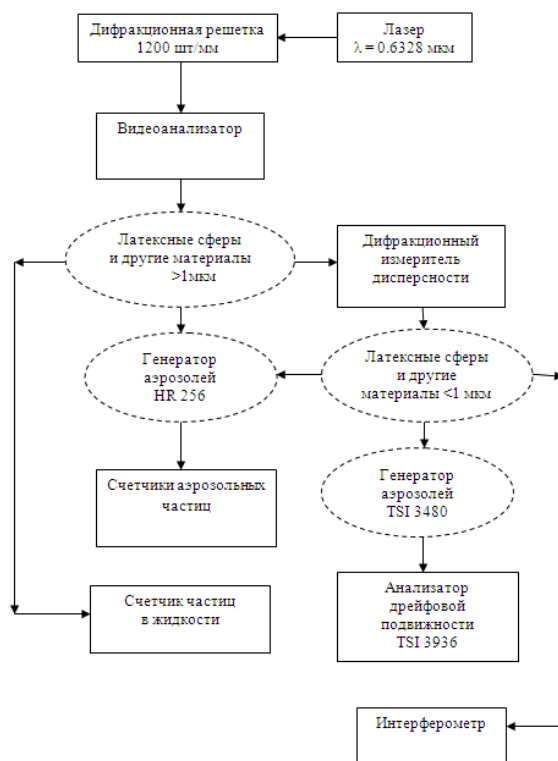 Дифракционная решетка
1200 шт/мм
Лазер
λ = 0.6328 мкм
Видеоанализатор
Латексные сферы
и другие материалы
>1мкм
Дифракционный
измеритель
дисперсности
Генератор
аэрозолей
HR 256
Латексные сферы
и другие
материалы <1 мкм
Счетчики аэрозольных
частиц
Генератор
аэрозолей
TSI 3480
Счетчик частиц
в жидкости
Анализатор
дрейфовой
подвижности
TSI 3936
Интерферометр